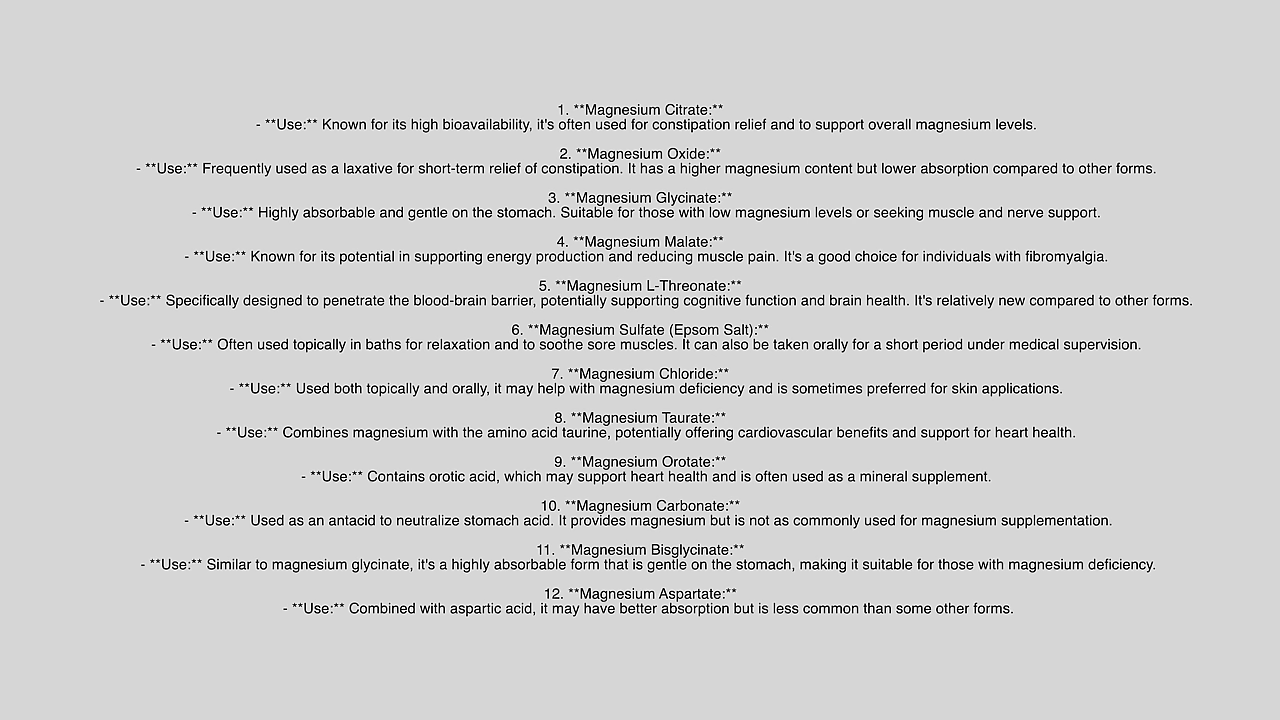 1. **Magnesium Citrate:**
- **Use:** Known for its high bioavailability, it's often used for constipation relief and to support overall magnesium levels.
2. **Magnesium Oxide:**
- **Use:** Frequently used as a laxative for short-term relief of constipation. It has a higher magnesium content but lower absorption compared to other forms.
3. **Magnesium Glycinate:**
- **Use:** Highly absorbable and gentle on the stomach. Suitable for those with low magnesium levels or seeking muscle and nerve support.
4. **Magnesium Malate:**
- **Use:** Known for its potential in supporting energy production and reducing muscle pain. It's a good choice for individuals with fibromyalgia.
5. **Magnesium L-Threonate:**
- **Use:** Specifically designed to penetrate the blood-brain barrier, potentially supporting cognitive function and brain health. It's relatively new compared to other forms.
6. **Magnesium Sulfate (Epsom Salt):**
- **Use:** Often used topically in baths for relaxation and to soothe sore muscles. It can also be taken orally for a short period under medical supervision.
7. **Magnesium Chloride:**
- **Use:** Used both topically and orally, it may help with magnesium deficiency and is sometimes preferred for skin applications.
8. **Magnesium Taurate:**
- **Use:** Combines magnesium with the amino acid taurine, potentially offering cardiovascular benefits and support for heart health.
9. **Magnesium Orotate:**
- **Use:** Contains orotic acid, which may support heart health and is often used as a mineral supplement.
10. **Magnesium Carbonate:**
- **Use:** Used as an antacid to neutralize stomach acid. It provides magnesium but is not as commonly used for magnesium supplementation.
11. **Magnesium Bisglycinate:**
- **Use:** Similar to magnesium glycinate, it's a highly absorbable form that is gentle on the stomach, making it suitable for those with magnesium deficiency.
12. **Magnesium Aspartate:**
- **Use:** Combined with aspartic acid, it may have better absorption but is less common than some other forms.